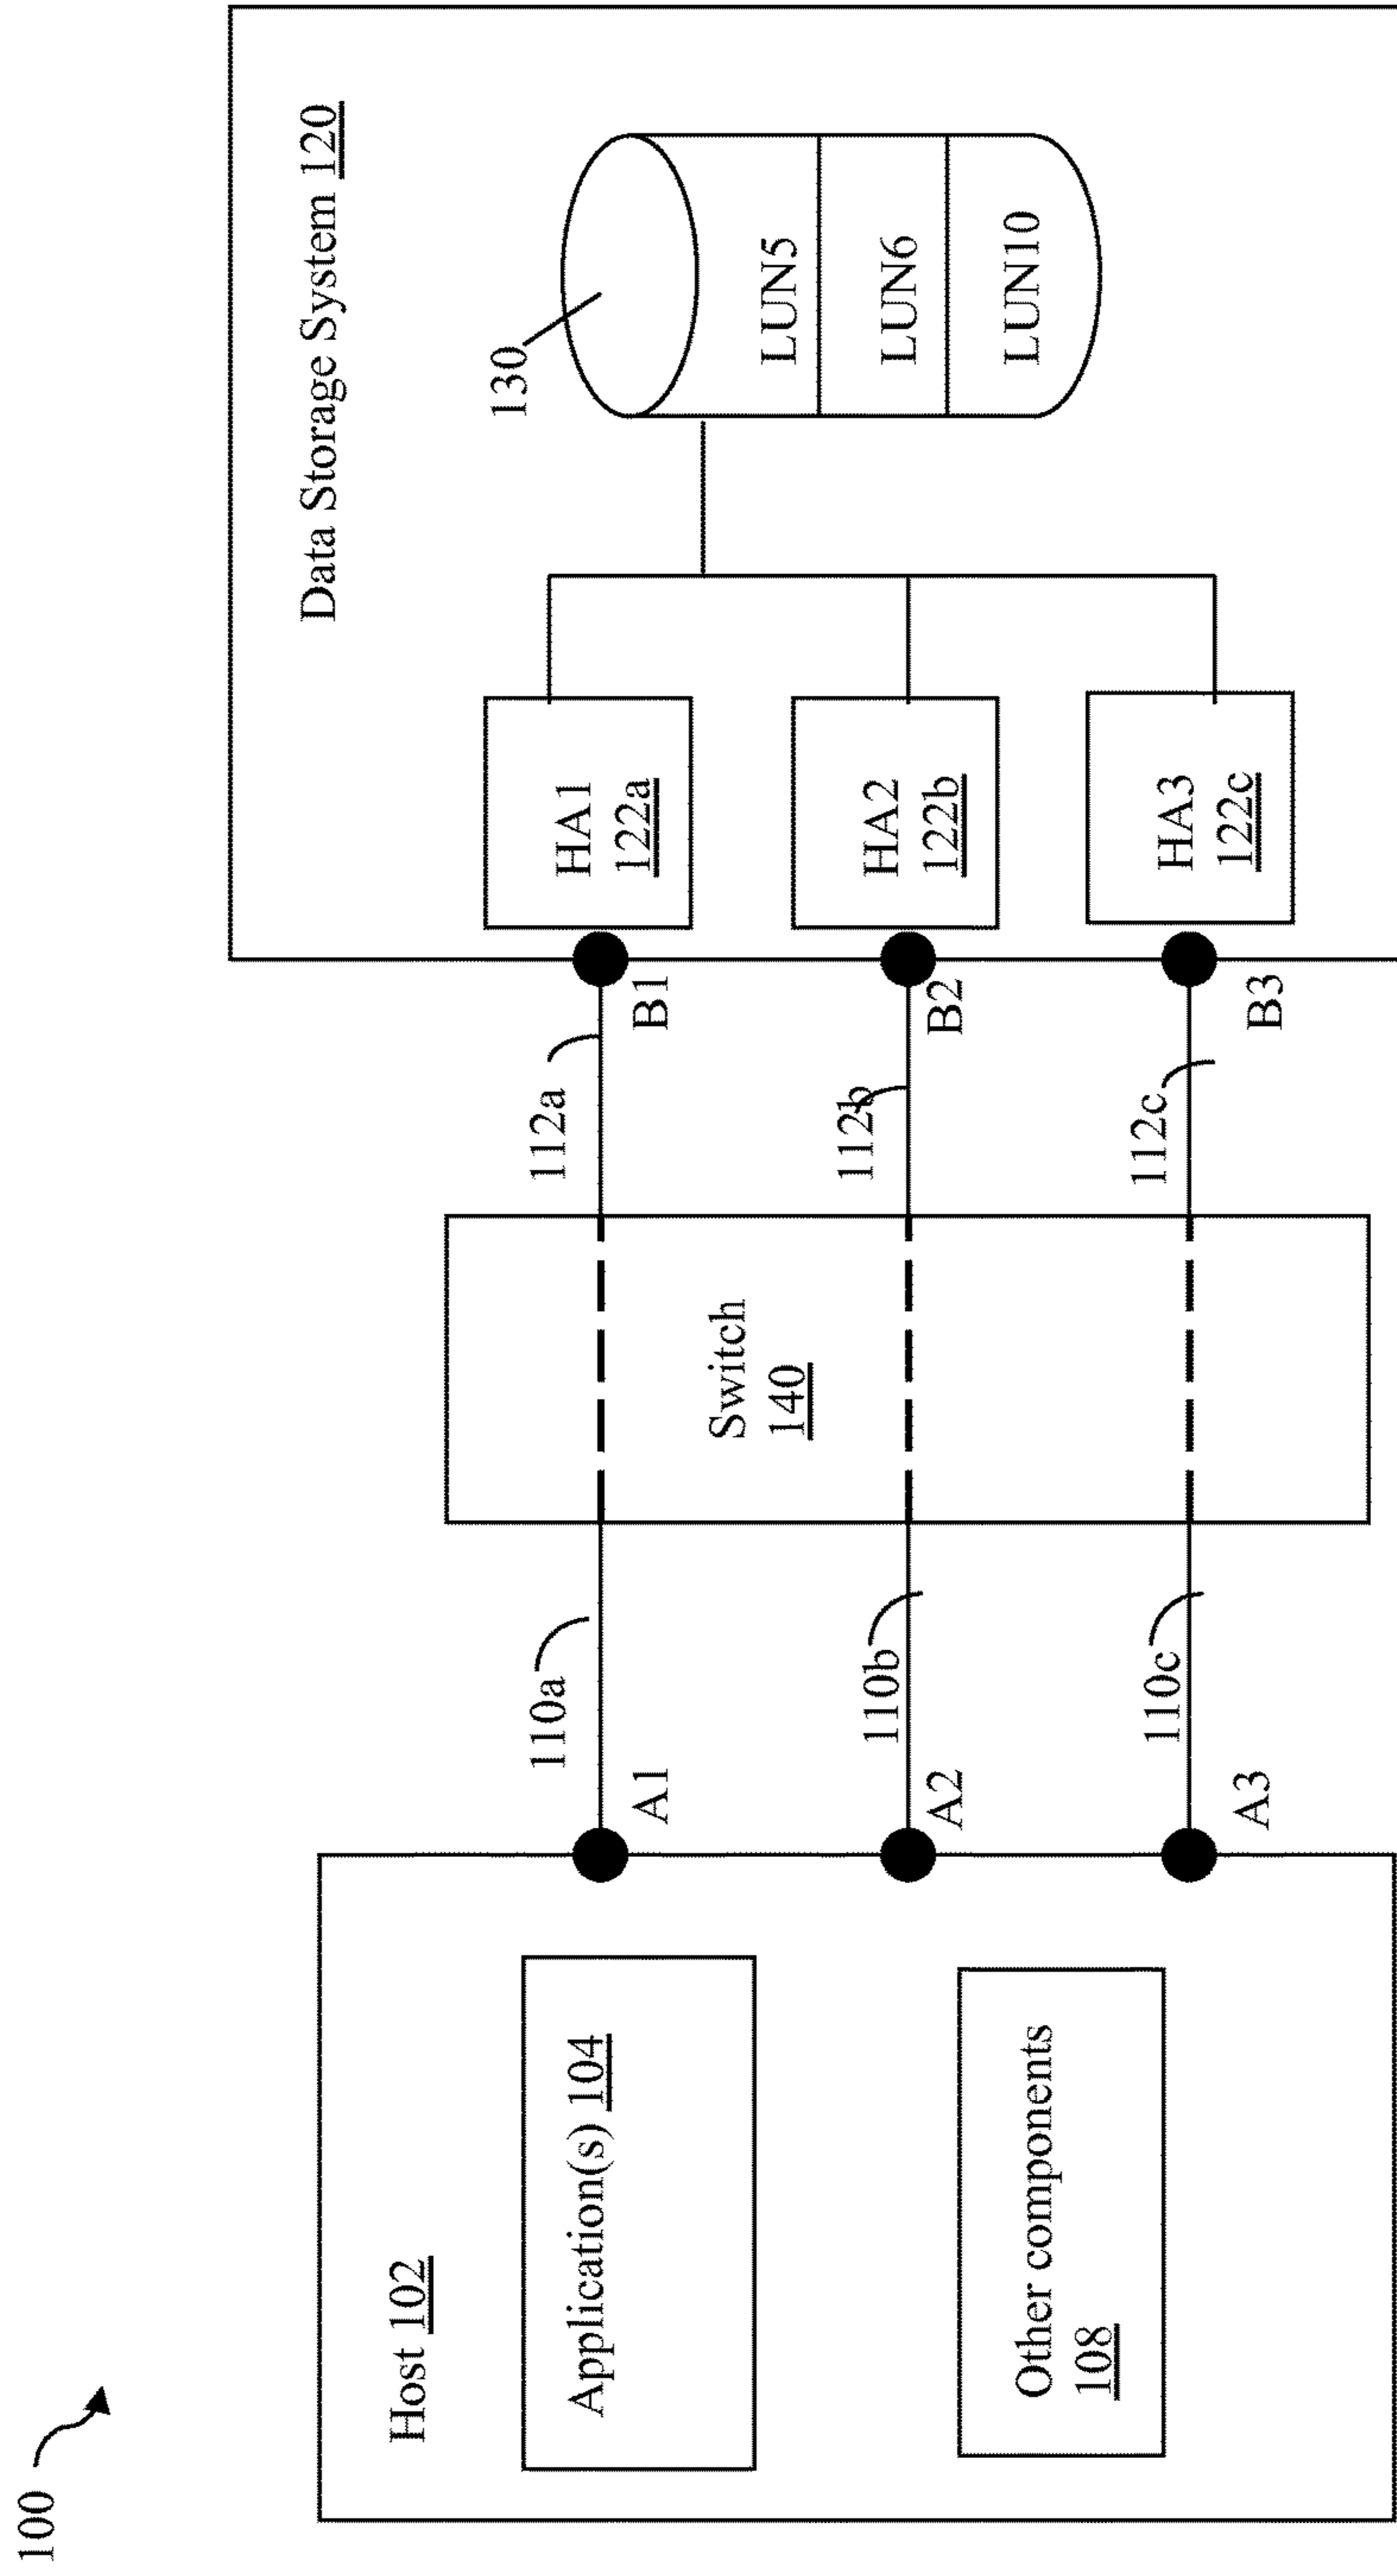 100
Host 102
Application(s) 104
Other components
108
A1
A2
A3
110a
110b
110c
Switch
140
112a
112b
112c
B1
B2
B3
Data Storage System 120
HA1
122a
HA2
122b
HA3
122c
130
LUN5
LUN6
LUN10